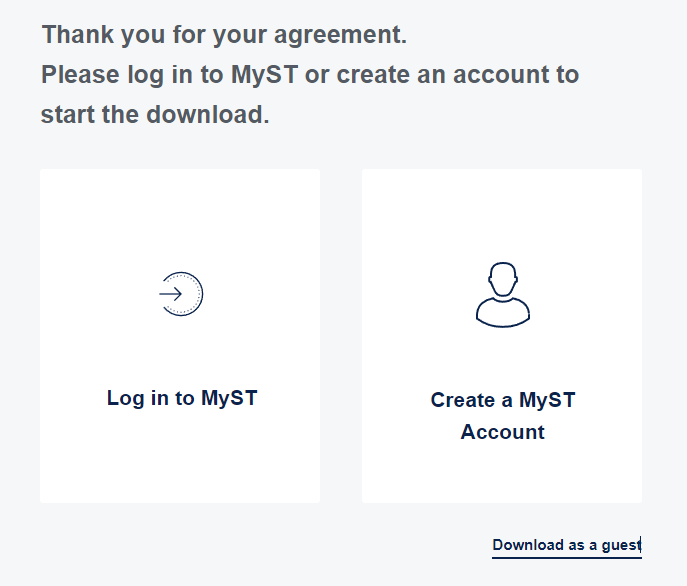 Thank you for your agreement.
Please log in to MyST or create an account to
start the download.
Log in to MyST
Create a MyST
Account
Download as a guest